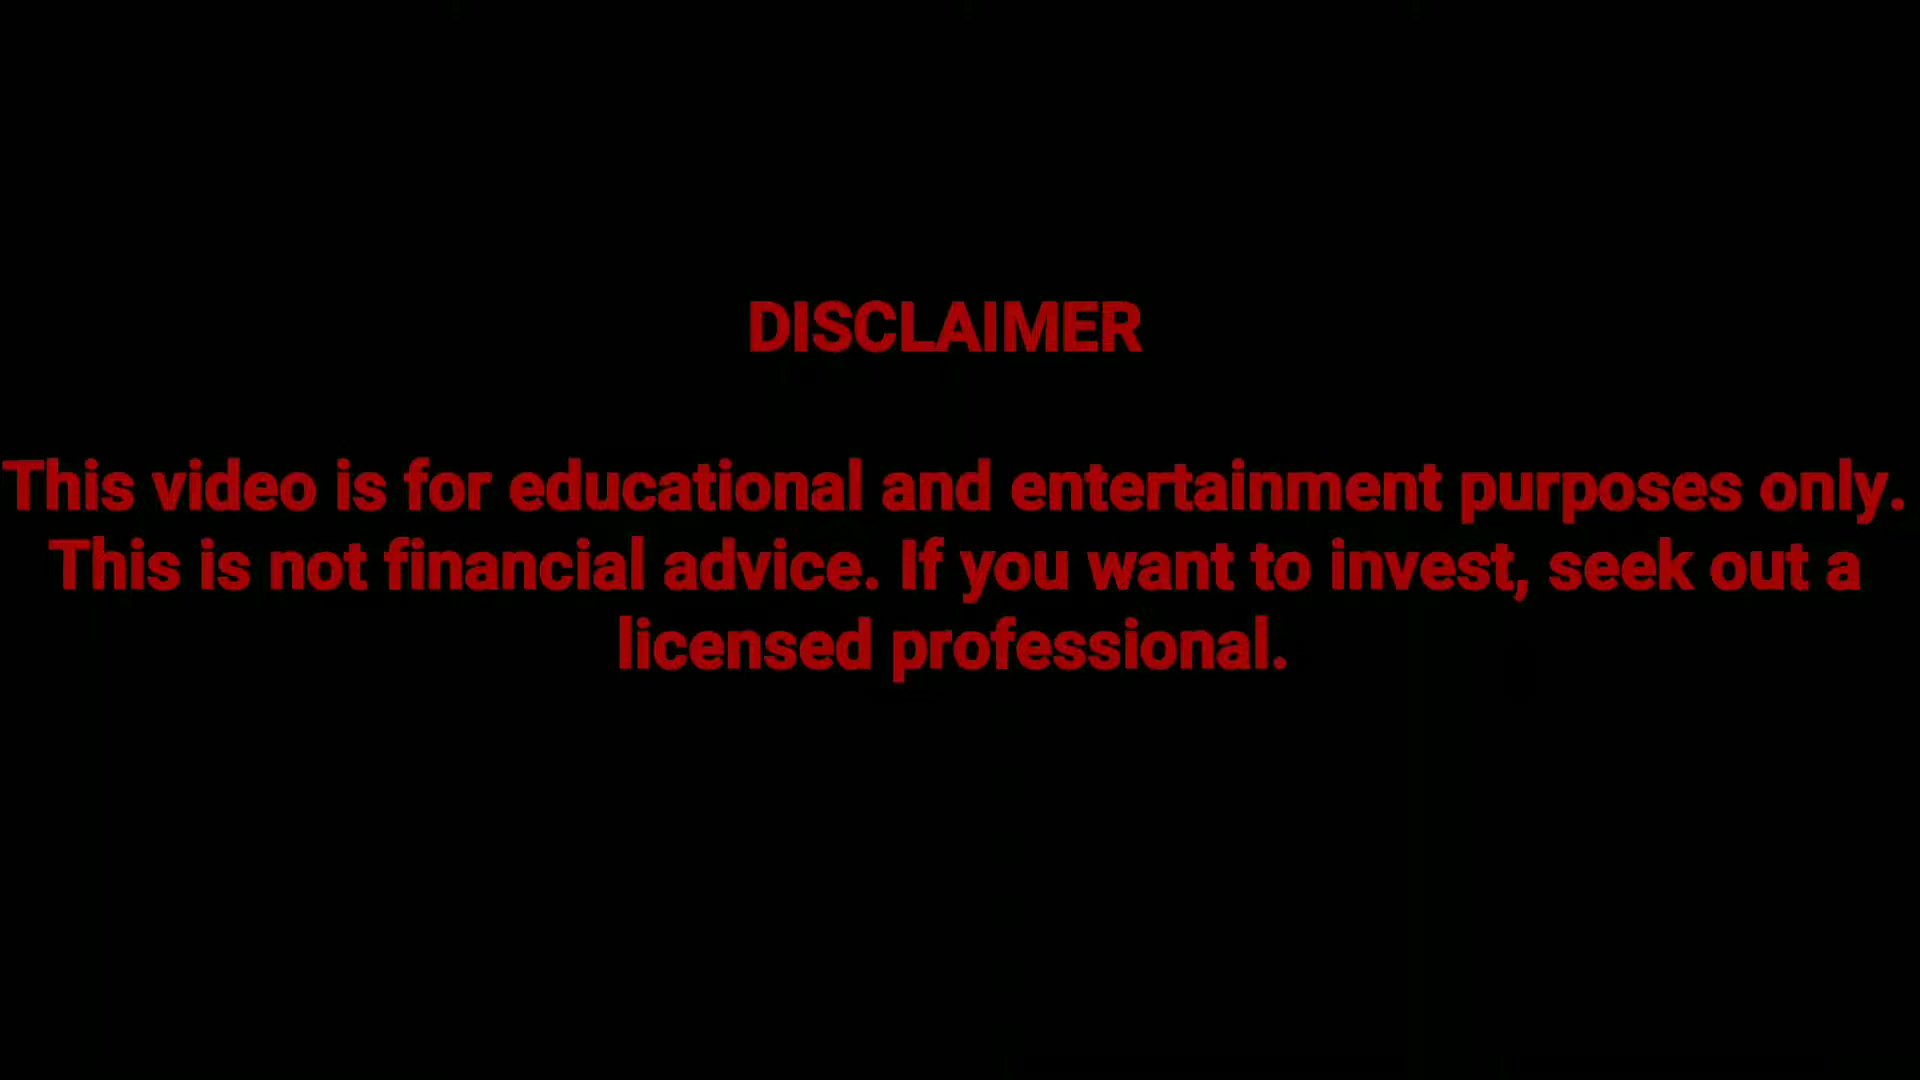 DISCLAIMER
This video is for educational and entertainment purposes only.
This is not financial advice. If you want to invest, seek out a
licensed professional.